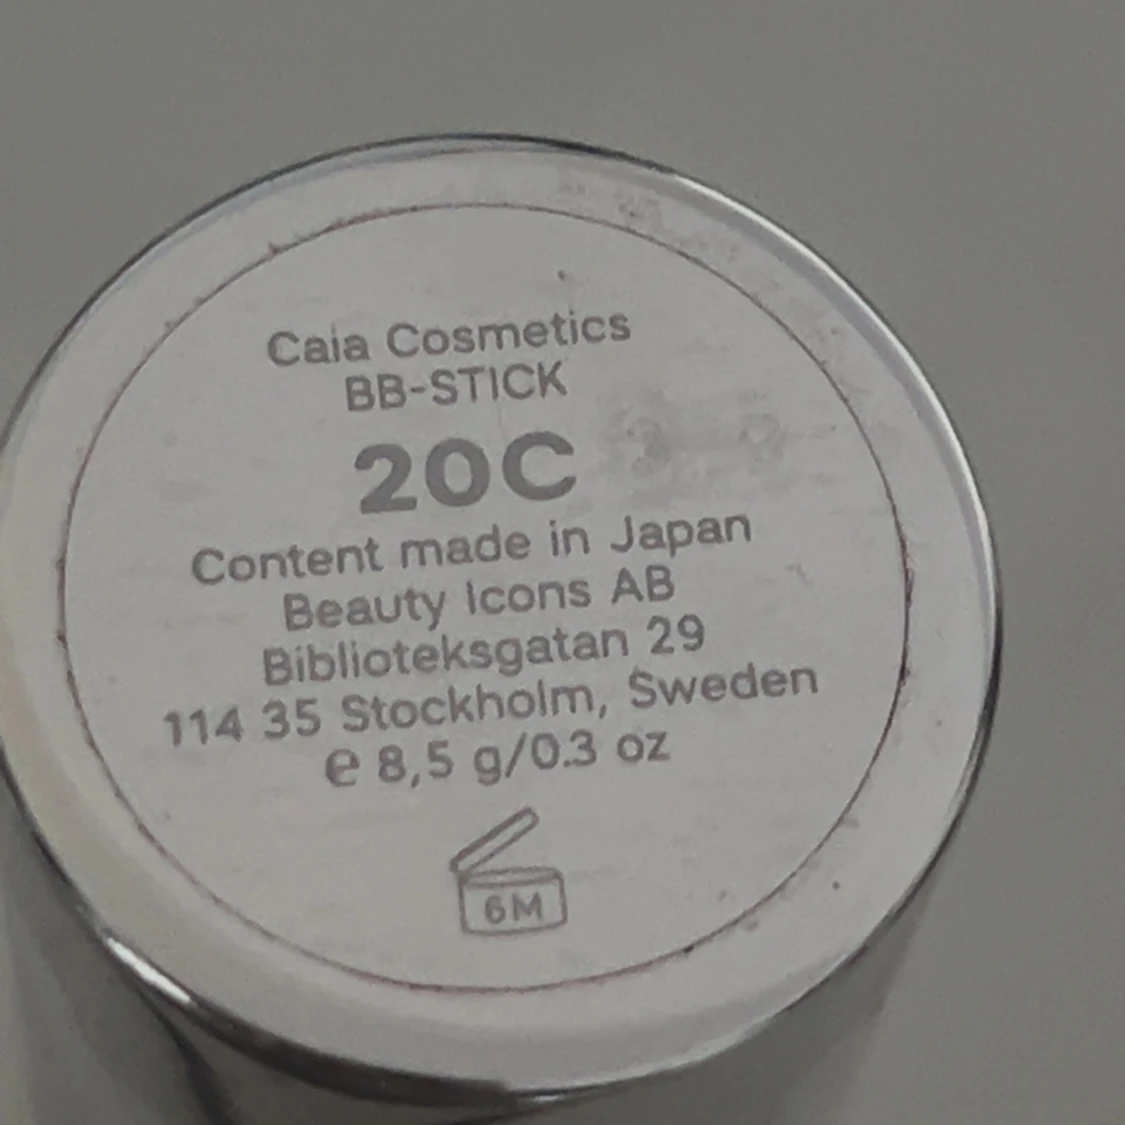 Caia Cosmetics
BB-STICK
20C
Content made in Japan
Beauty Icons AB
Biblioteksgatan 29
114 35 Stockholm, Sweden
e 8,5 g/0.3 oz
6M